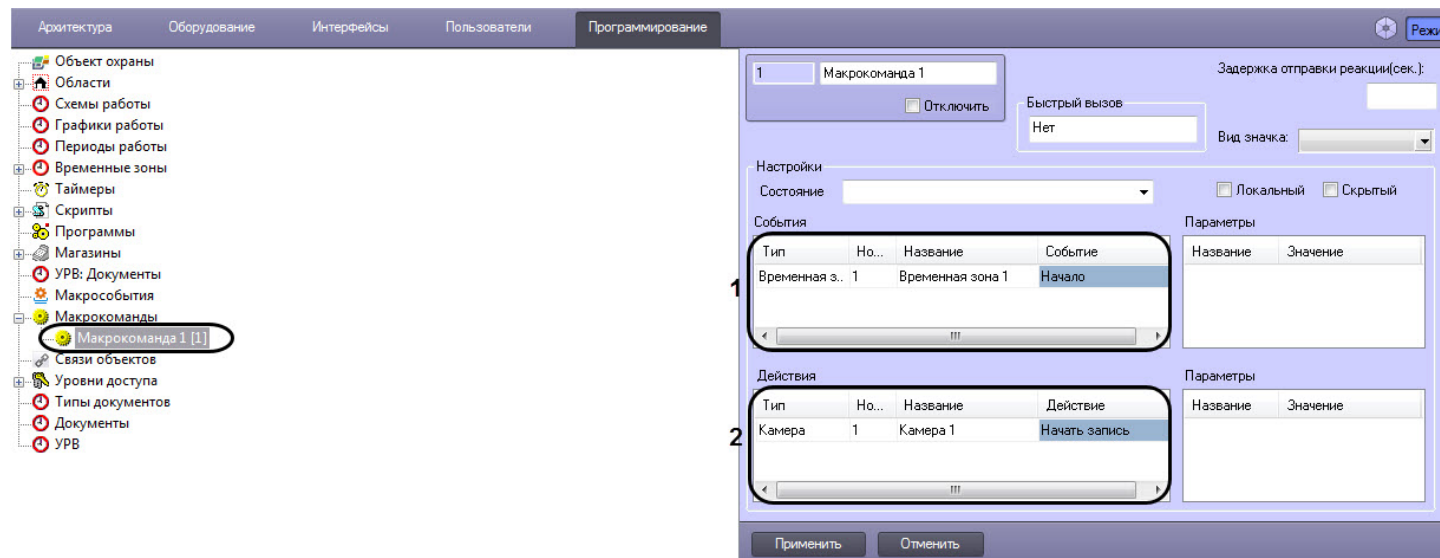 Архитектура Оборудование Интерфейсы Пользователи Программирование
Объект охраны
Области
Схемы работы
Графики работы
Периоды работы
Временные зоны
Таймеры
Скрипты
Программы
Магазины
УРВ: Документы
Макрособытия
Макрокоманды
Макрокоманда 1 [1]
Связи объектов
Уровни доступа
Типы документов
Документы
УРВ
1 Макрокоманда 1
Отключить
Быстрый вызов
Нет
Задержка отправки реакции(сек.):
Вид значка:
Настройки
Состояние
Локальный Скрытый
События
Тип Но... Название Событие
Временная з.. 1 Временная зона 1 Начало
1
Параметры
Название Значение
Действия
Тип Но... Название Действие
Камера 1 Камера 1 Начать запись
2
Параметры
Название Значение
Применить Отменить